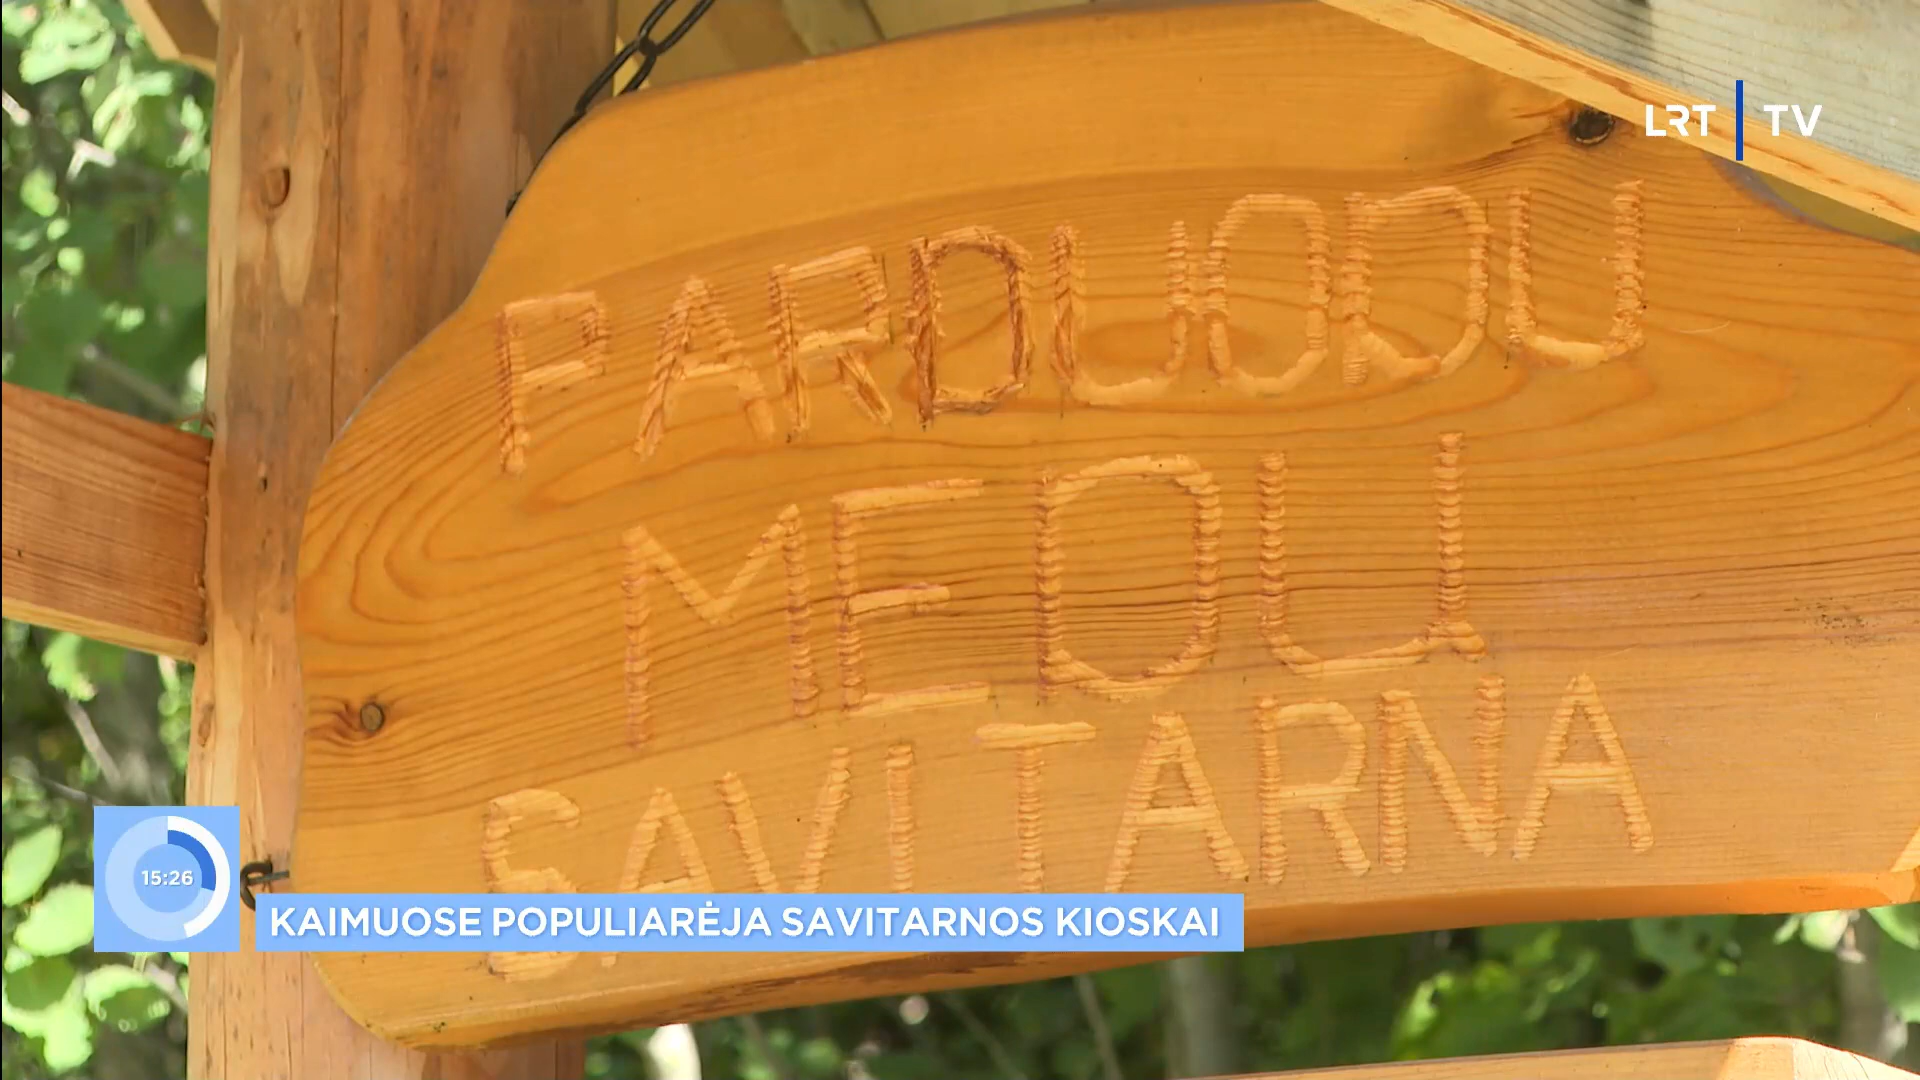 LRT TV
PARDUODU
MEDŲ
SAVITARNA
15:26
KAIMUOSE POPULIARĖJA SAVITARNOS KIOSKAI